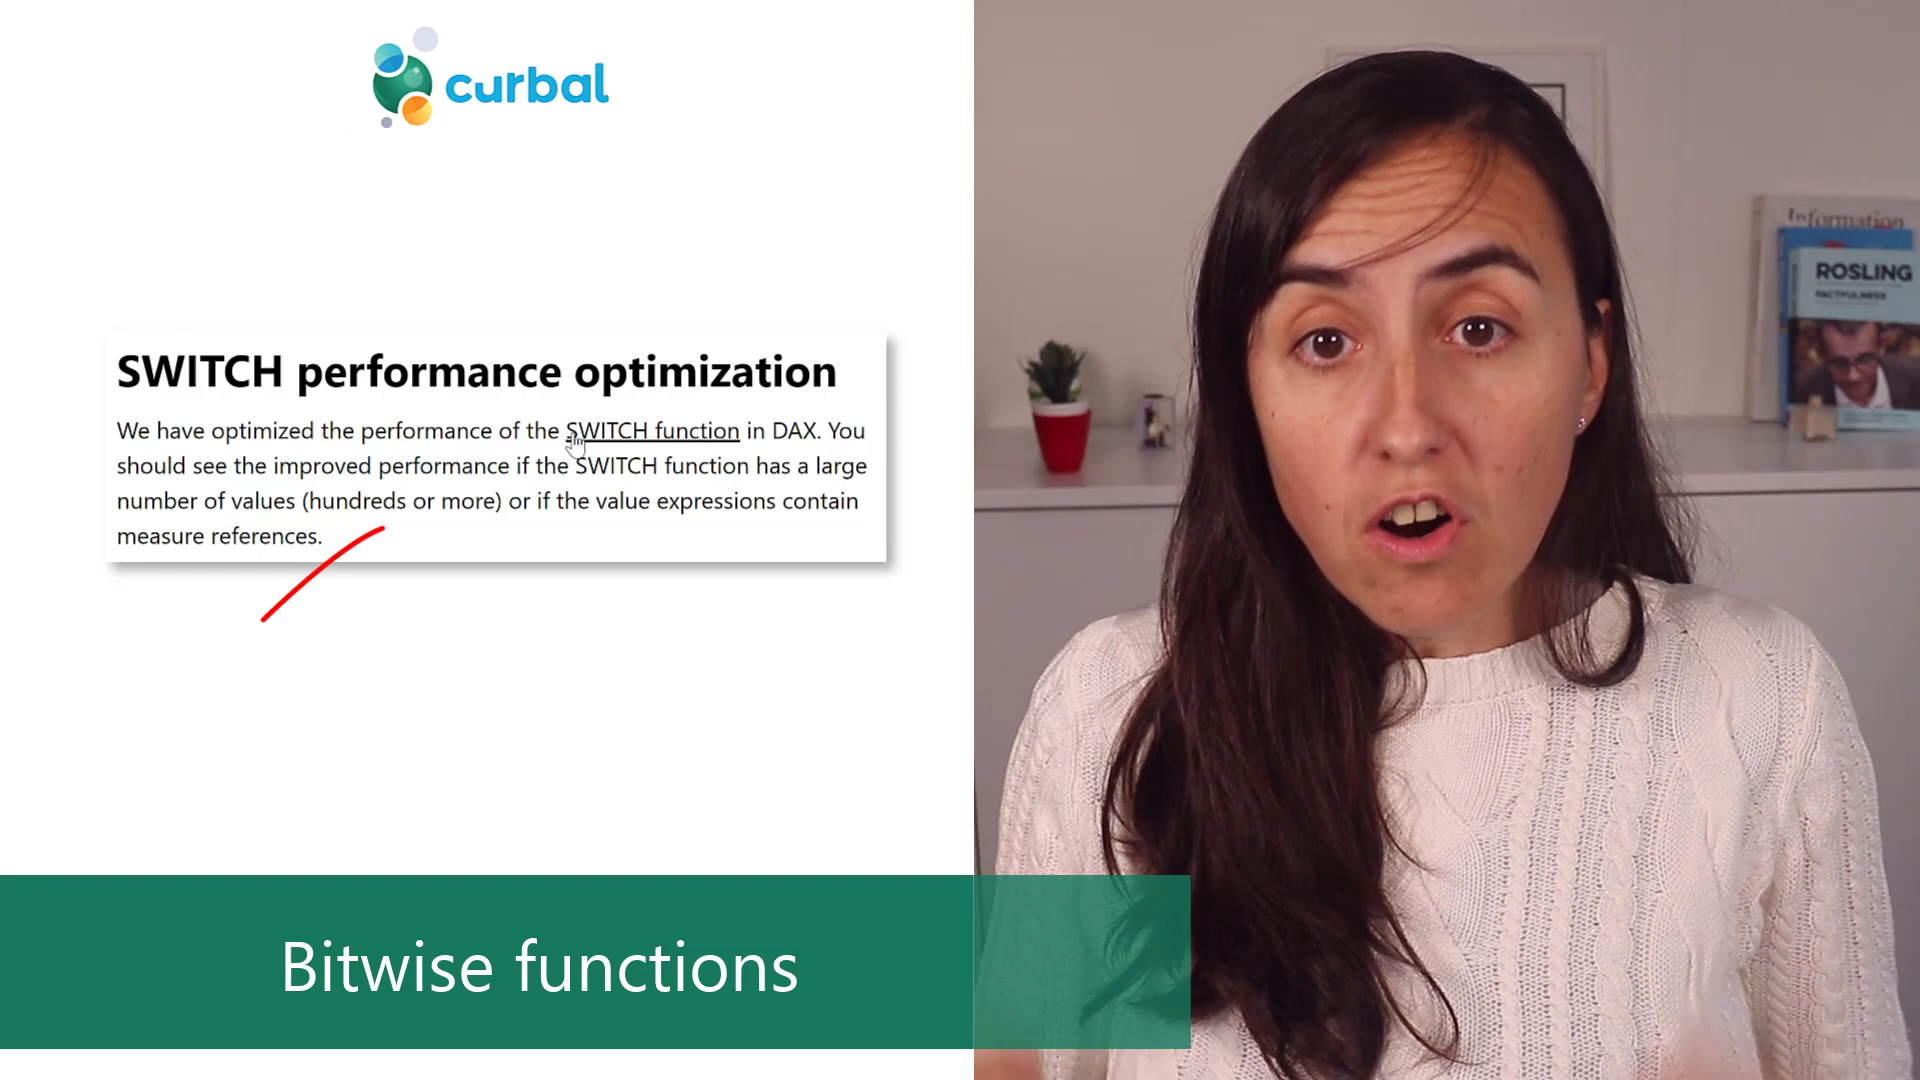 curbal
SWITCH performance optimization
We have optimized the performance of the SWITCH function in DAX. You
should see the improved performance if the SWITCH function has a large
number of values (hundreds or more) or if the value expressions contain
measure references.
Information
ROSLING
FACTFULNESS
Bitwise functions